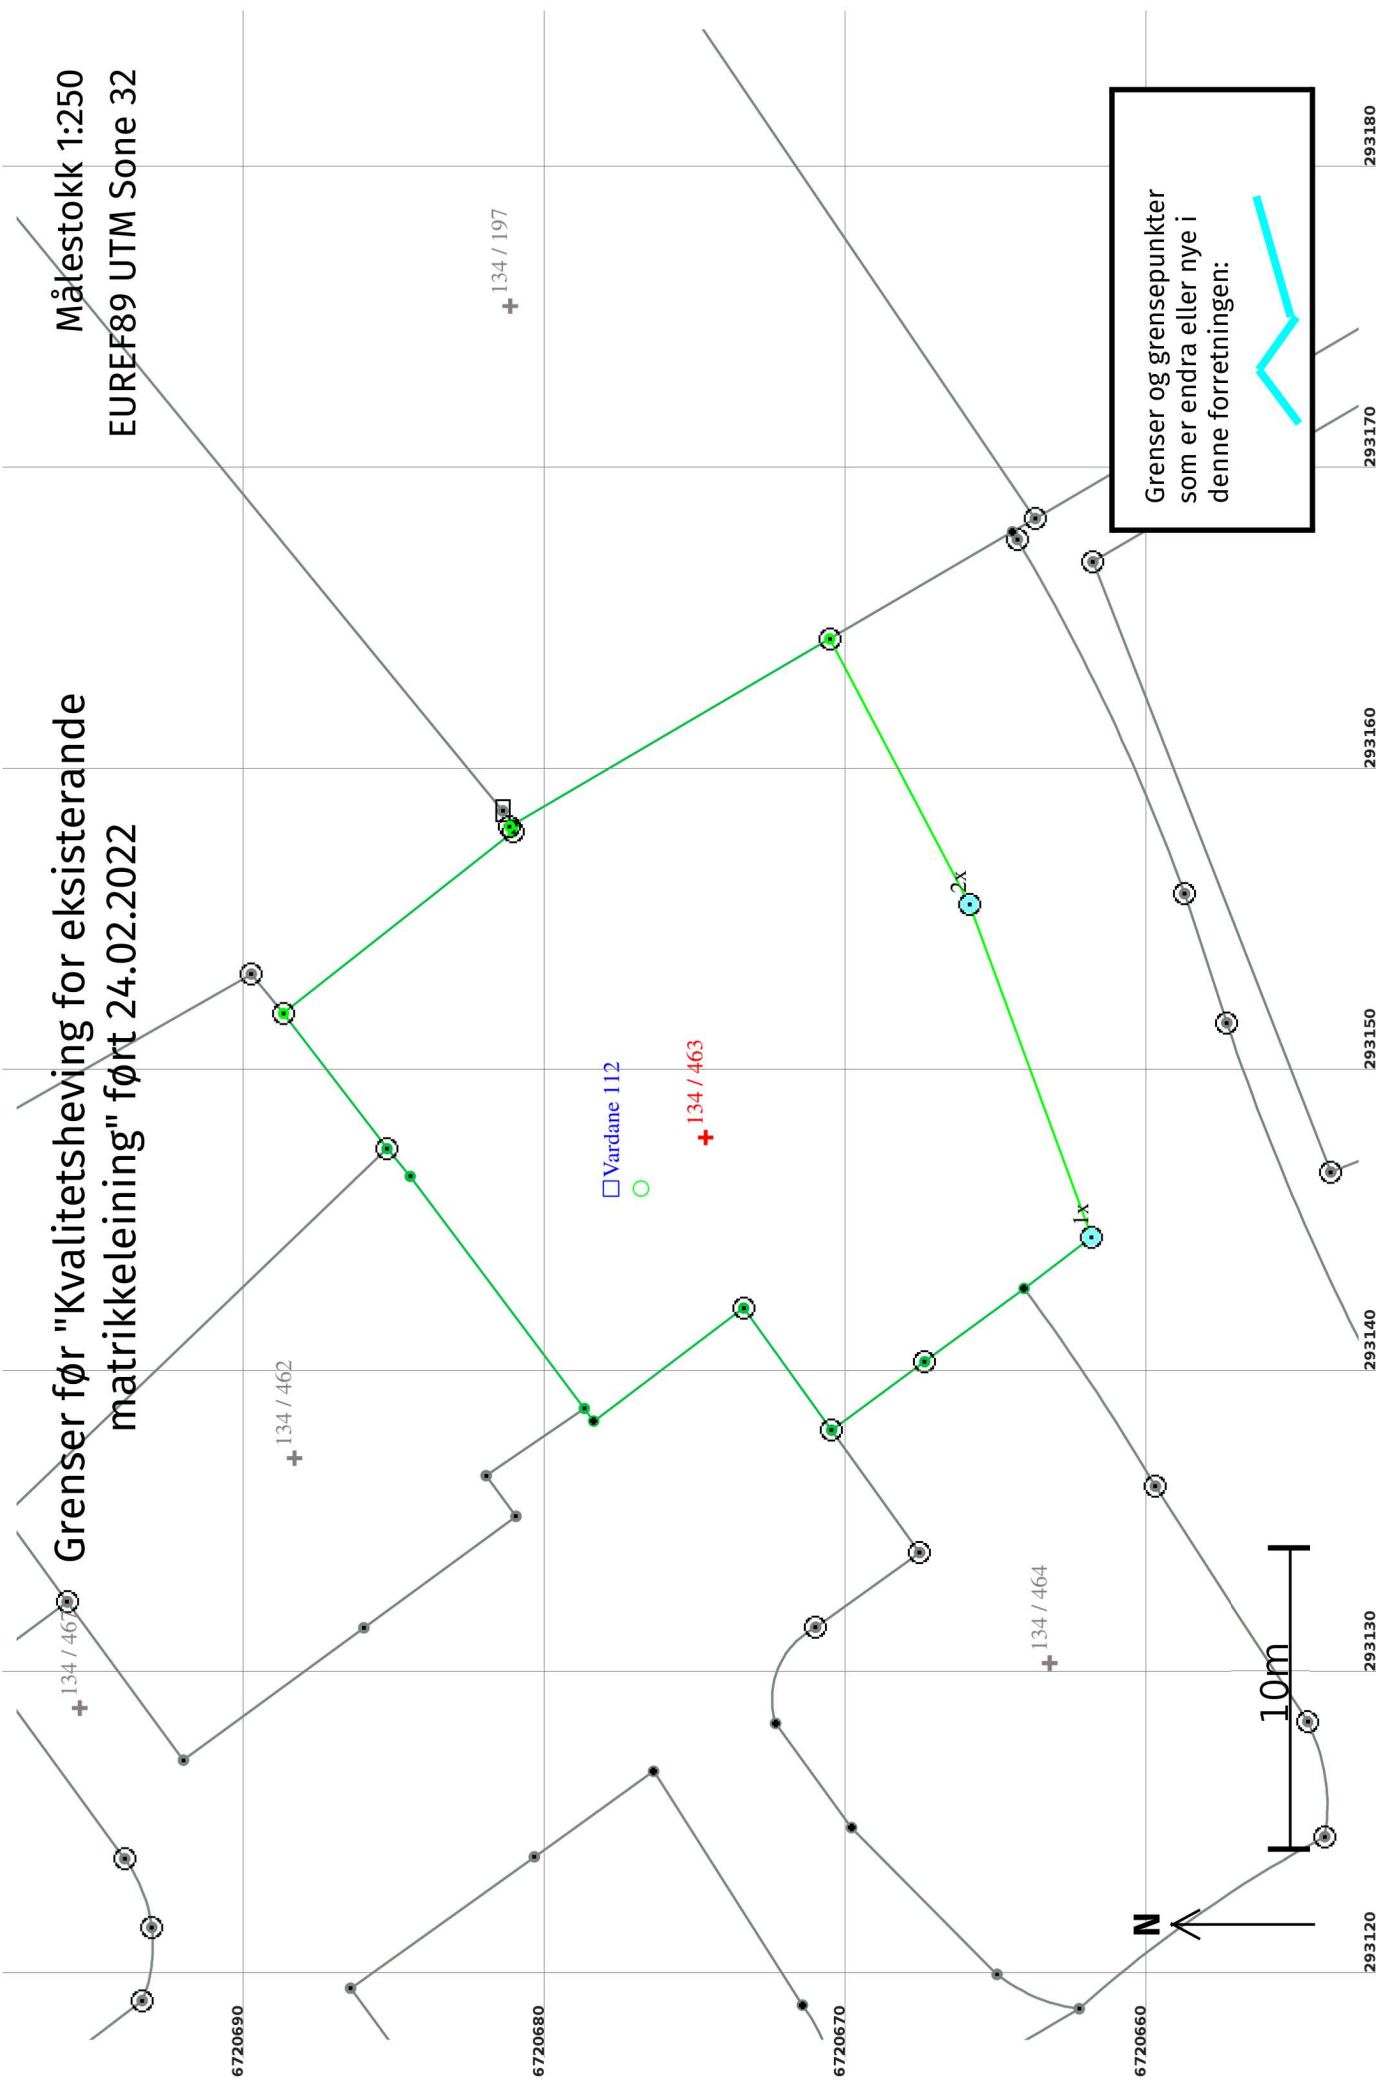 Grenser før "Kvalitetsheving for eksisterande
matrikkeleining" ført 24.02.2022
Målestokk 1:250
EUREF89 UTM Sone 32
134 / 467
134 / 462
134 / 197
Vardane 112
134 / 463
134 / 464
2x
1x
Grenser og grensepunkter
som er endra eller nye i
denne forretningen:
N
10m
6720690
6720680
6720670
6720660
293120
293130
293140
293150
293160
293170
293180